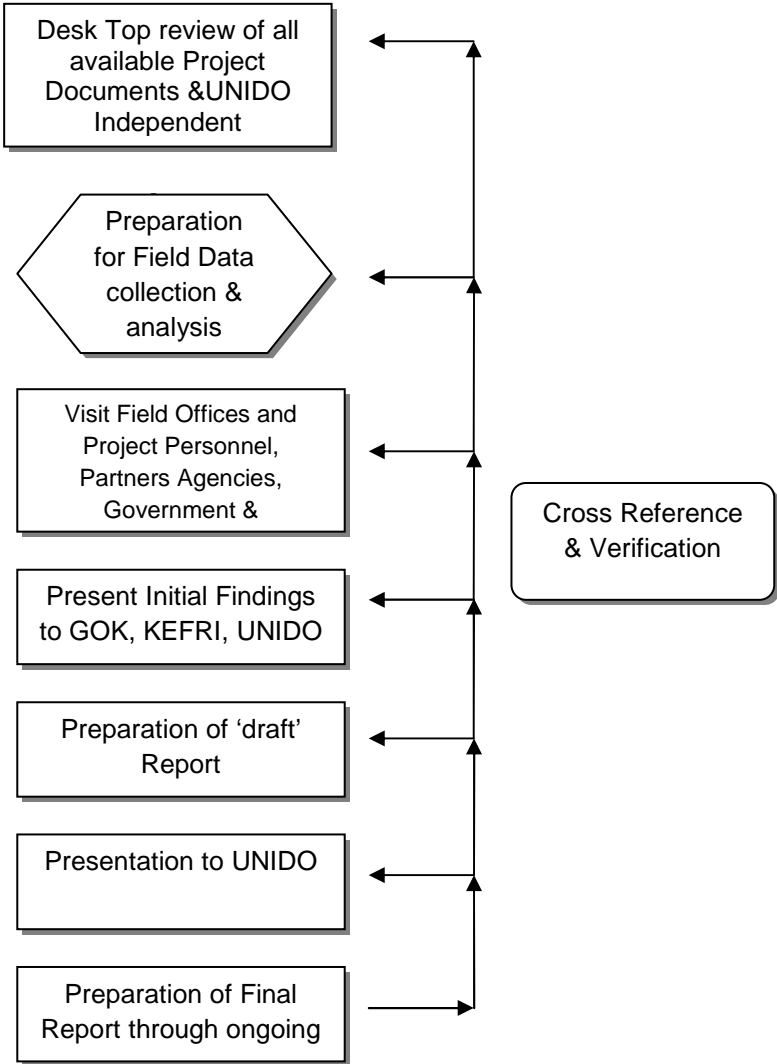 Desk Top review of all
available Project
Documents &UNIDO
Independent
Preparation
for Field Data
collection &
analysis
Visit Field Offices and
Project Personnel,
Partners Agencies,
Government &
Cross Reference
& Verification
Present Initial Findings
to GOK, KEFRI, UNIDO
Preparation of ‘draft’
Report
Presentation to UNIDO
Preparation of Final
Report through ongoing